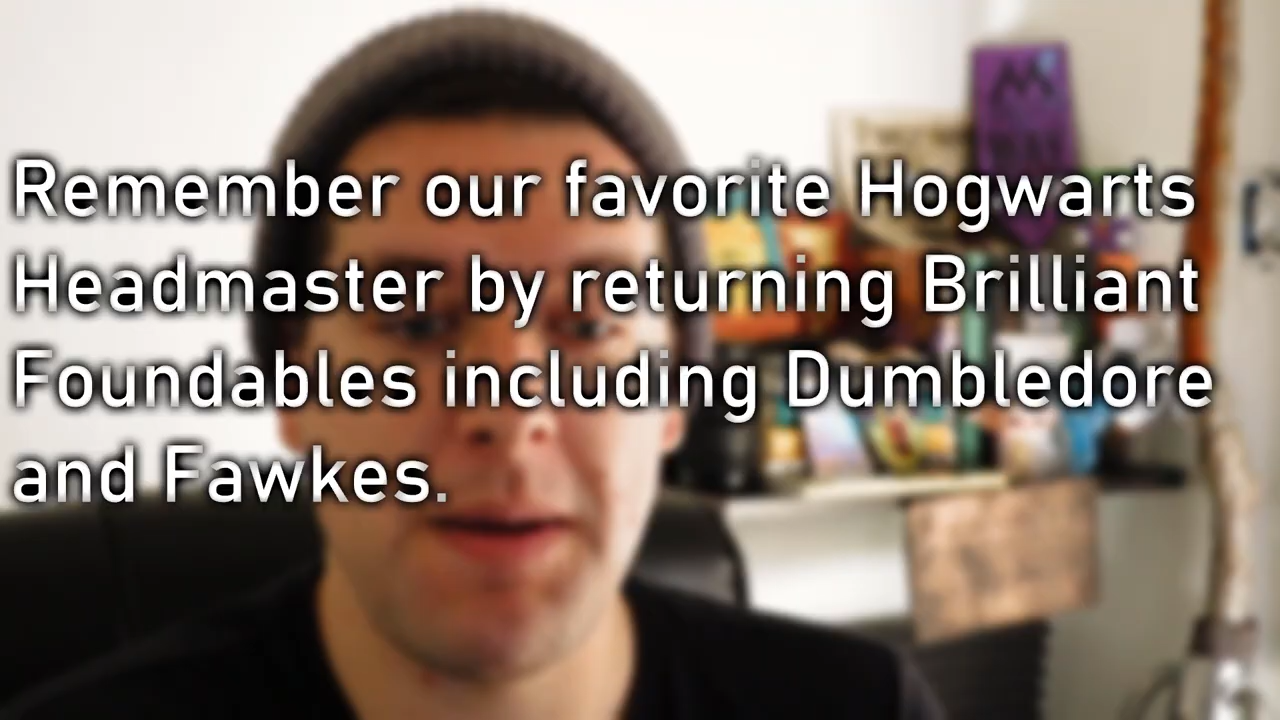 Remember our favorite Hogwarts
Headmaster by returning Brilliant
Foundables including Dumbledore
and Fawkes.